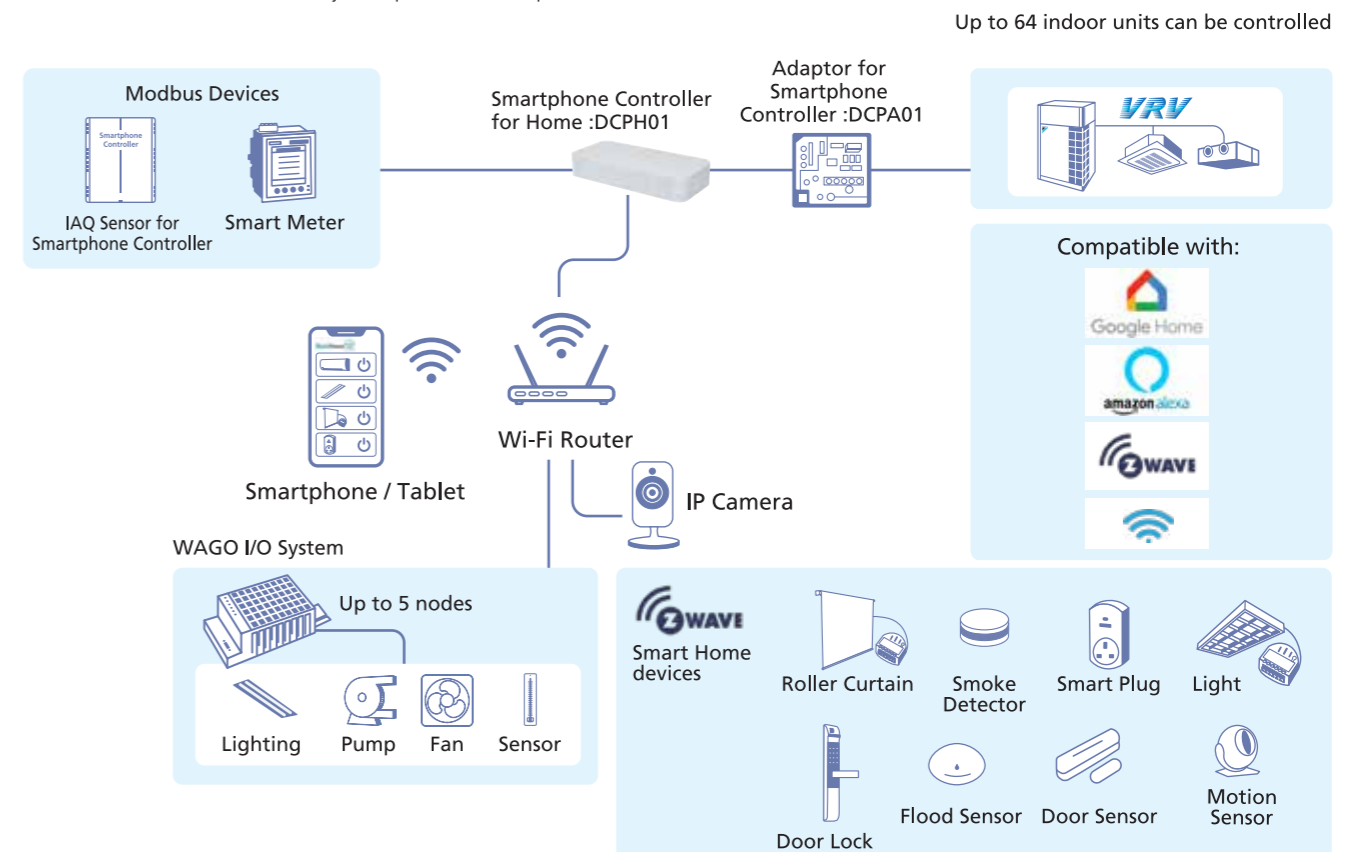 Up to 64 indoor units can be controlled
Modbus Devices
Smartphone
Controller
IAQ Sensor for
Smartphone Controller
Smart Meter
Smartphone Controller
for Home :DCPH01
Adaptor for
Smartphone
Controller :DCPA01
VRV
Compatible with:
Google Home
amazon alexa
Z WAVE
Wi-Fi Router
Smartphone / Tablet
IP Camera
WAGO I/O System
Up to 5 nodes
Lighting
Pump
Fan
Sensor
Z WAVE
Smart Home
devices
Roller Curtain
Smoke
Detector
Smart Plug
Light
Door Lock
Flood Sensor
Door Sensor
Motion
Sensor